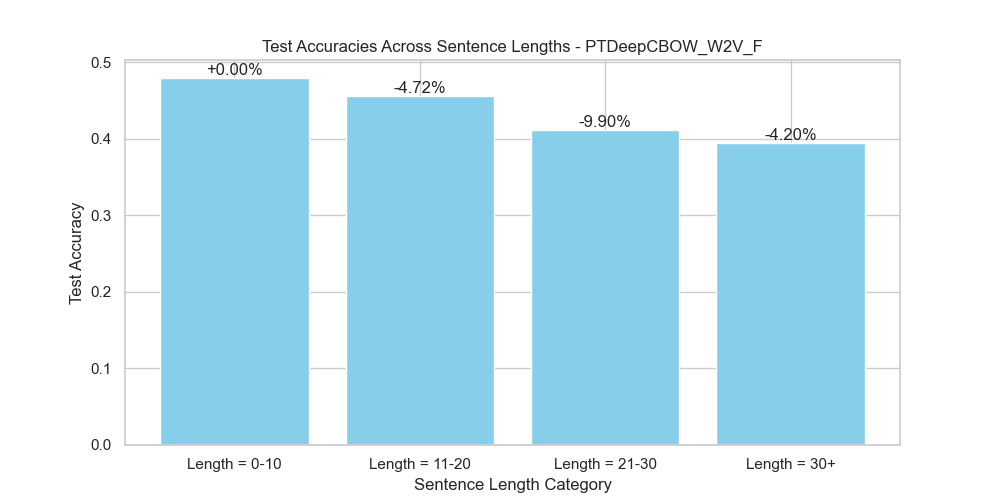 Test Accuracies Across Sentence Lengths - PTDeepCBOW_W2V_F
0.5
0.4
0.3
0.2
0.1
0.0
Test Accuracy
+0.00%
-4.72%
-9.90%
-4.20%
Length = 0-10
Length = 11-20
Length = 21-30
Length = 30+
Sentence Length Category